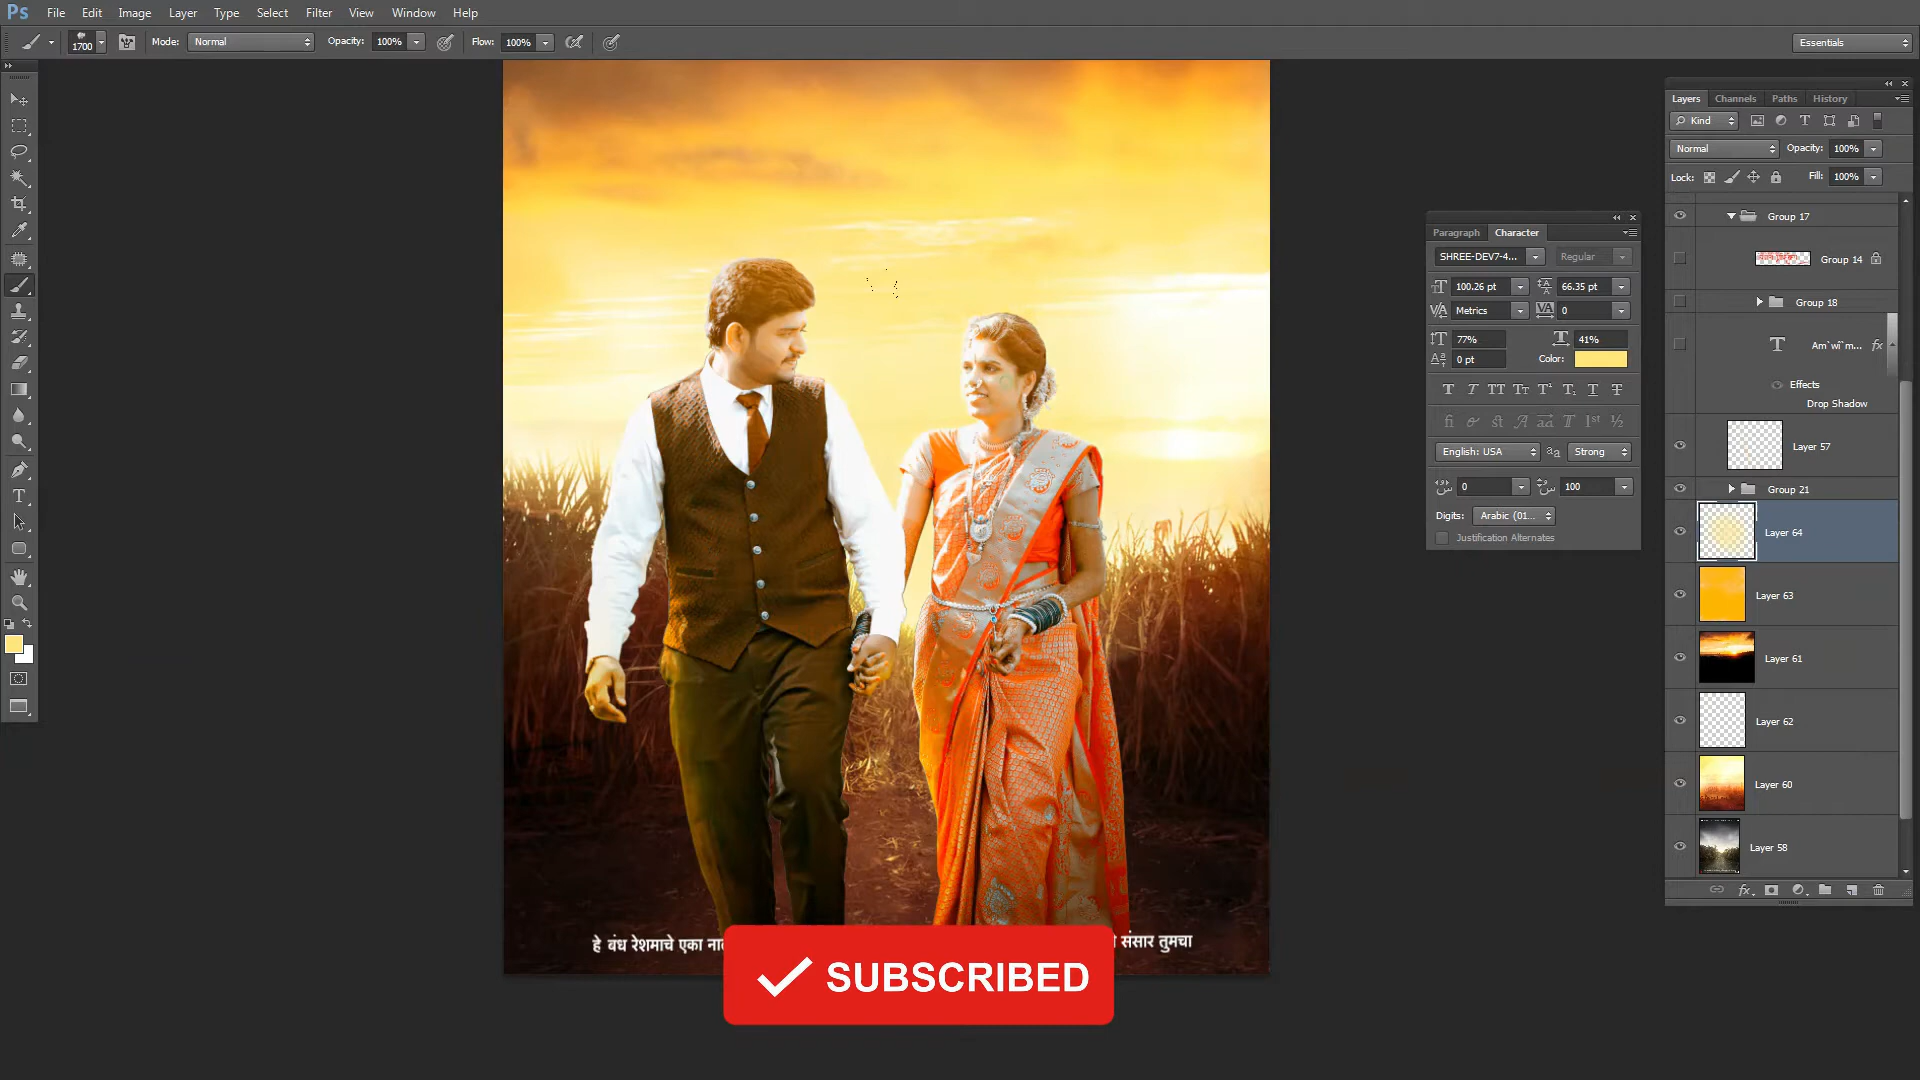 Ps File Edit Image Layer Type Select Filter View Window Help
1700 Mode: Normal Opacity: 100% Flow: 100% Essentials
Layers Channels Paths History
Kind
Normal Opacity: 100%
Lock: Fill: 100%
Group 17
Group 14
Group 18
Am`wî`m... fx
Effects
Drop Shadow
Layer 57
Group 21
Layer 64
Layer 63
Layer 61
Layer 62
Layer 60
Layer 58
Paragraph Character
SHREE-DEV7-4... Regular
100.26 pt 66.35 pt
Metrics 0
77% 41%
0 pt Color:
English: USA aa Strong
0 100
Digits: Arabic (01...
Justification Alternates
हे बंध रेशमाचे एका संसार तुमचा
SUBSCRIBED